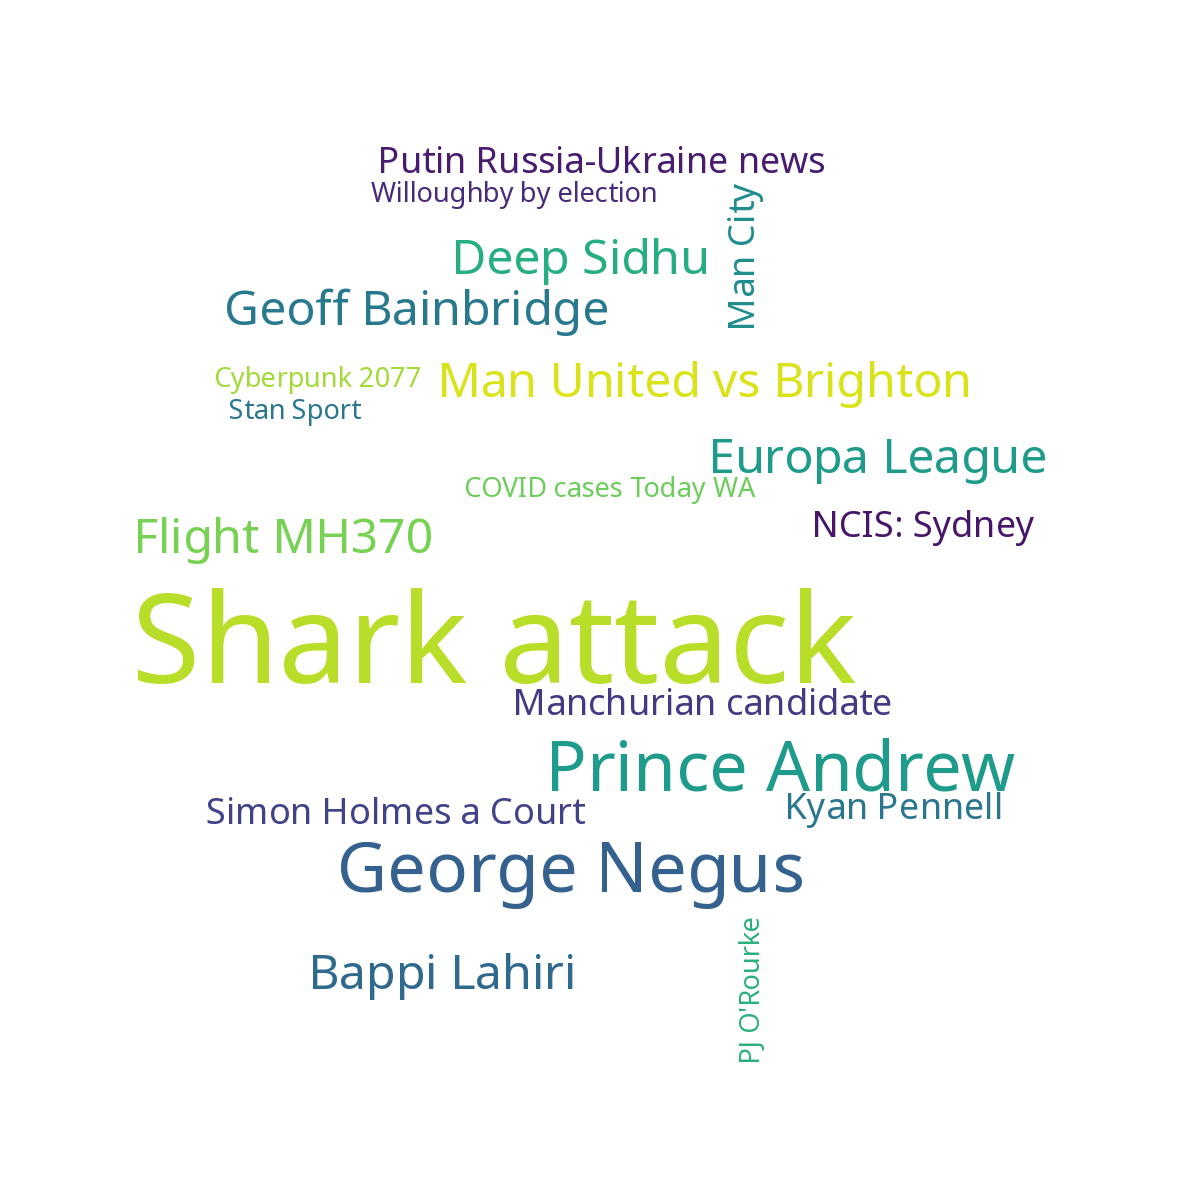 Putin Russia-Ukraine news
Willoughby by election
Man City
Deep Sidhu
Geoff Bainbridge
Cyberpunk 2077
Man United vs Brighton
Stan Sport
Europa League
COVID cases Today WA
Flight MH370
NCIS: Sydney
Shark attack
Manchurian candidate
Prince Andrew
Simon Holmes a Court
Kyan Pennell
George Negus
Bappi Lahiri
PJ O'Rourke